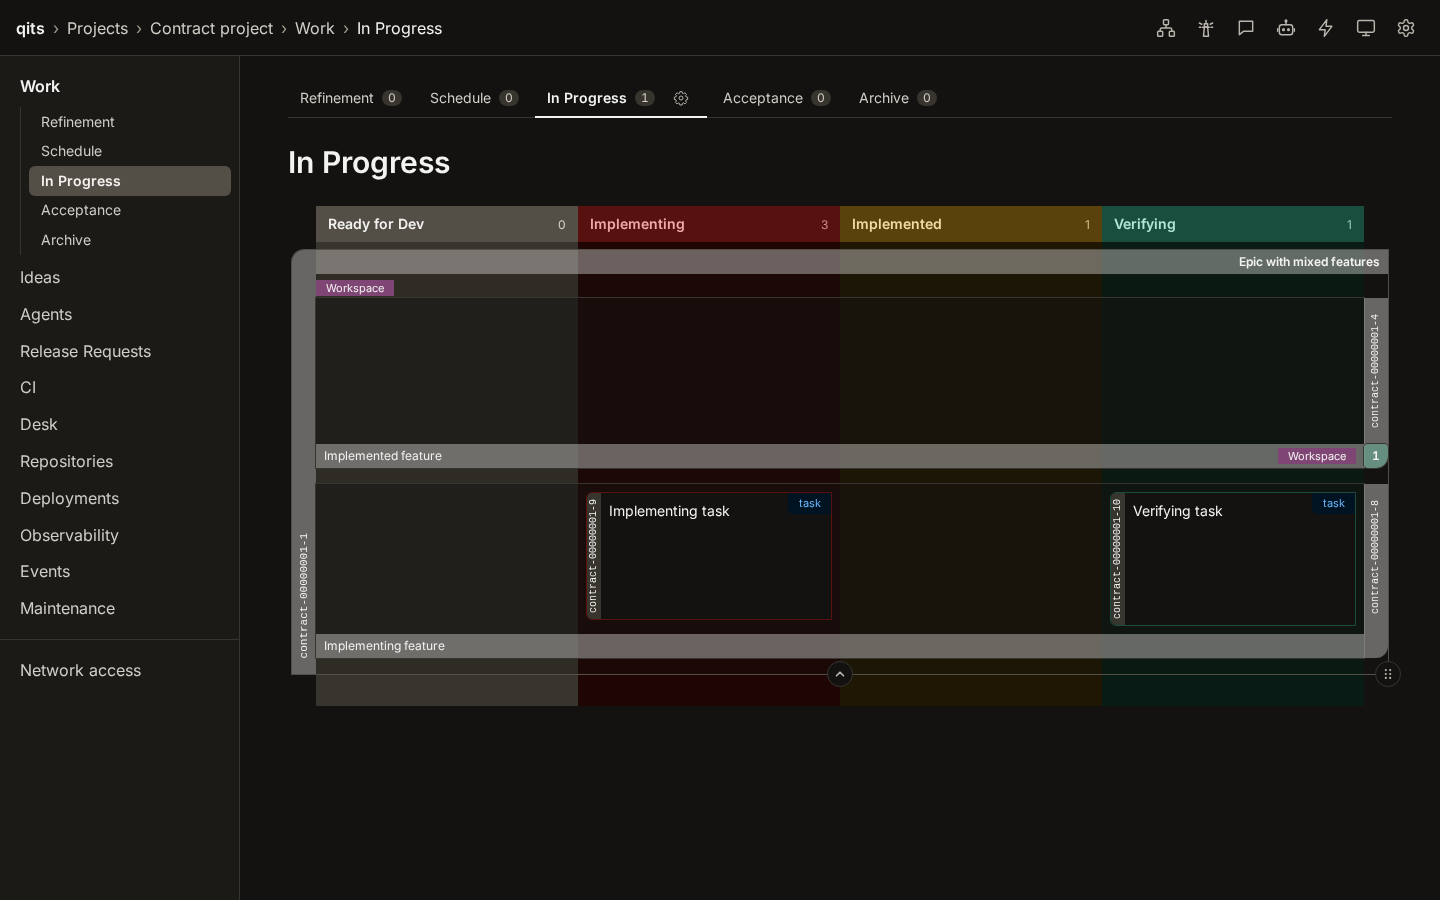 qits › Projects › Contract project › Work › In Progress
Work
Refinement
Schedule
In Progress
Acceptance
Archive
Ideas
Agents
Release Requests
CI
Desk
Repositories
Deployments
Observability
Events
Maintenance
Network access
Refinement 0 Schedule 0 In Progress 1 Acceptance 0 Archive 0
In Progress
Ready for Dev 0 Implementing 3 Implemented 1 Verifying 1
Epic with mixed features
Workspace
contract-00000001-4
Implemented feature Workspace 1
contract-00000001-1
contract-00000001-9
Implementing task task
contract-00000001-10
Verifying task task
contract-00000001-8
Implementing feature